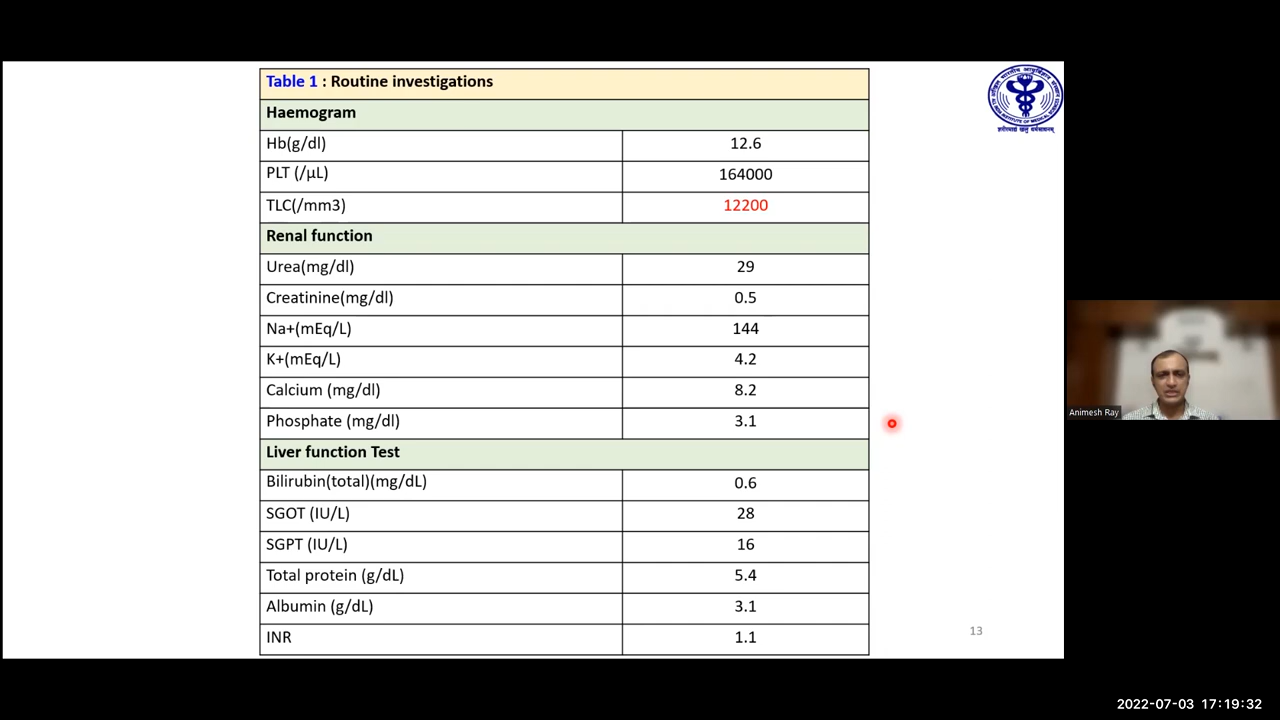 Table 1 : Routine investigations
Haemogram
Hb(g/dl) 12.6
PLT (/μL) 164000
TLC(/mm3) 12200
Renal function
Urea(mg/dl) 29
Creatinine(mg/dl) 0.5
Na+(mEq/L) 144
K+(mEq/L) 4.2
Calcium (mg/dl) 8.2
Phosphate (mg/dl) 3.1
Liver function Test
Bilirubin(total)(mg/dL) 0.6
SGOT (IU/L) 28
SGPT (IU/L) 16
Total protein (g/dL) 5.4
Albumin (g/dL) 3.1
INR 1.1
13
Animesh Ray
2022-07-03 17:19:32